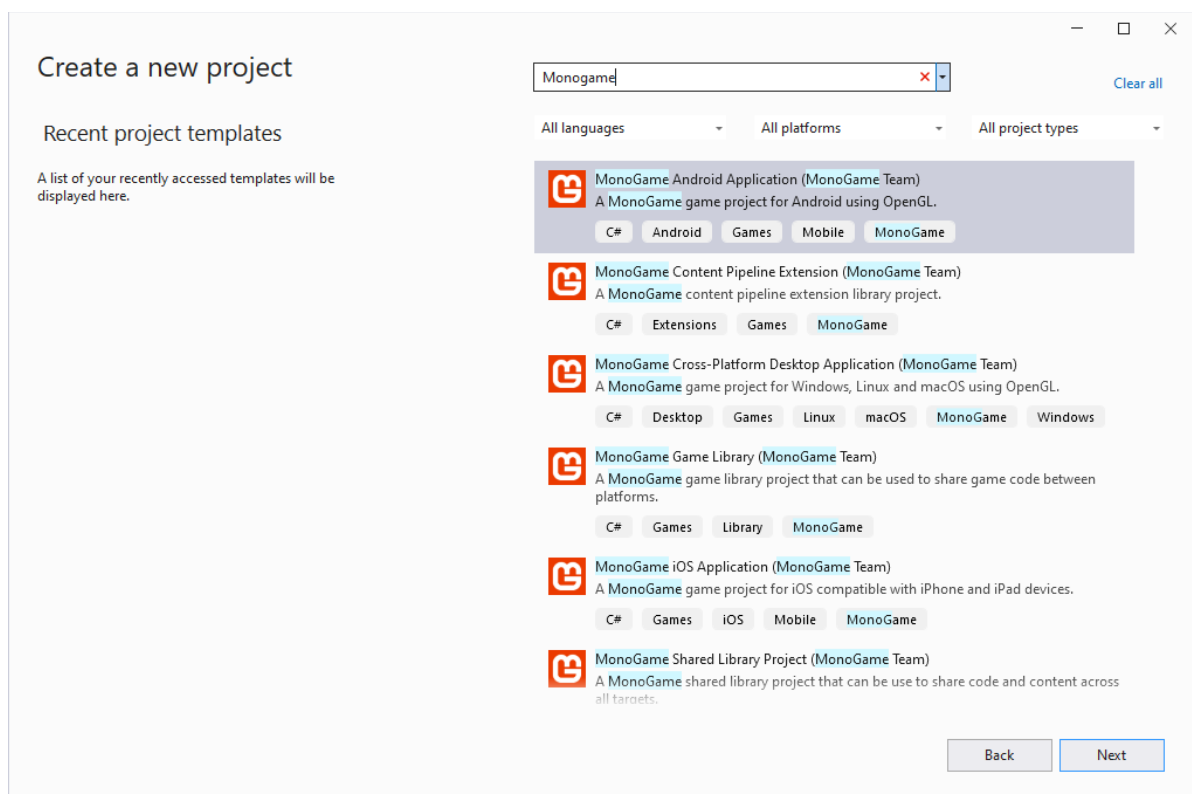 Create a new project
Monogame
Clear all
Recent project templates
All languages
All platforms
All project types
A list of your recently accessed templates will be
displayed here.
MonoGame Android Application (MonoGame Team)
A MonoGame game project for Android using OpenGL.
C# Android Games Mobile MonoGame
MonoGame Content Pipeline Extension (MonoGame Team)
A MonoGame content pipeline extension library project.
C# Extensions Games MonoGame
MonoGame Cross-Platform Desktop Application (MonoGame Team)
A MonoGame game project for Windows, Linux and macOS using OpenGL.
C# Desktop Games Linux macOS MonoGame Windows
MonoGame Game Library (MonoGame Team)
A MonoGame game library project that can be used to share game code between
platforms.
C# Games Library MonoGame
MonoGame iOS Application (MonoGame Team)
A MonoGame game project for iOS compatible with iPhone and iPad devices.
C# Games iOS Mobile MonoGame
MonoGame Shared Library Project (MonoGame Team)
A MonoGame shared library project that can be use to share code and content across
all targets.
Back
Next